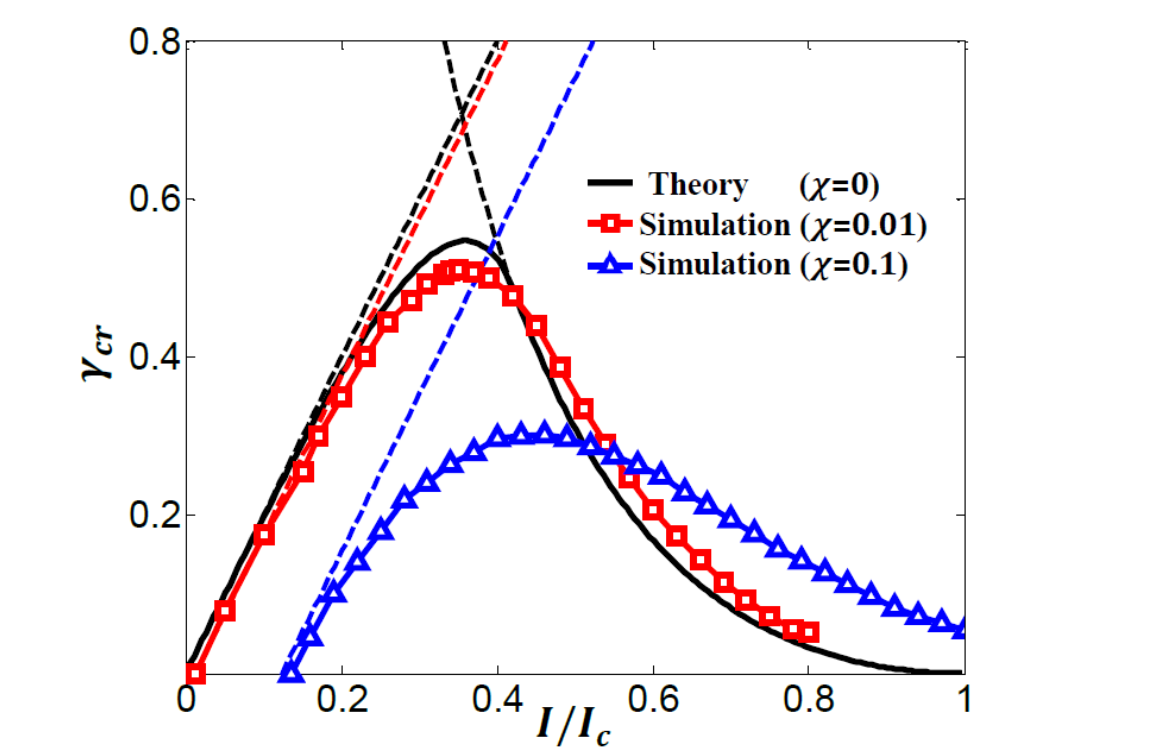 0.8
0.6
0.4
0.2
γcr
Theory (χ=0)
Simulation (χ=0.01)
Simulation (χ=0.1)
0 0.2 0.4 0.6 0.8 1
I/Ic